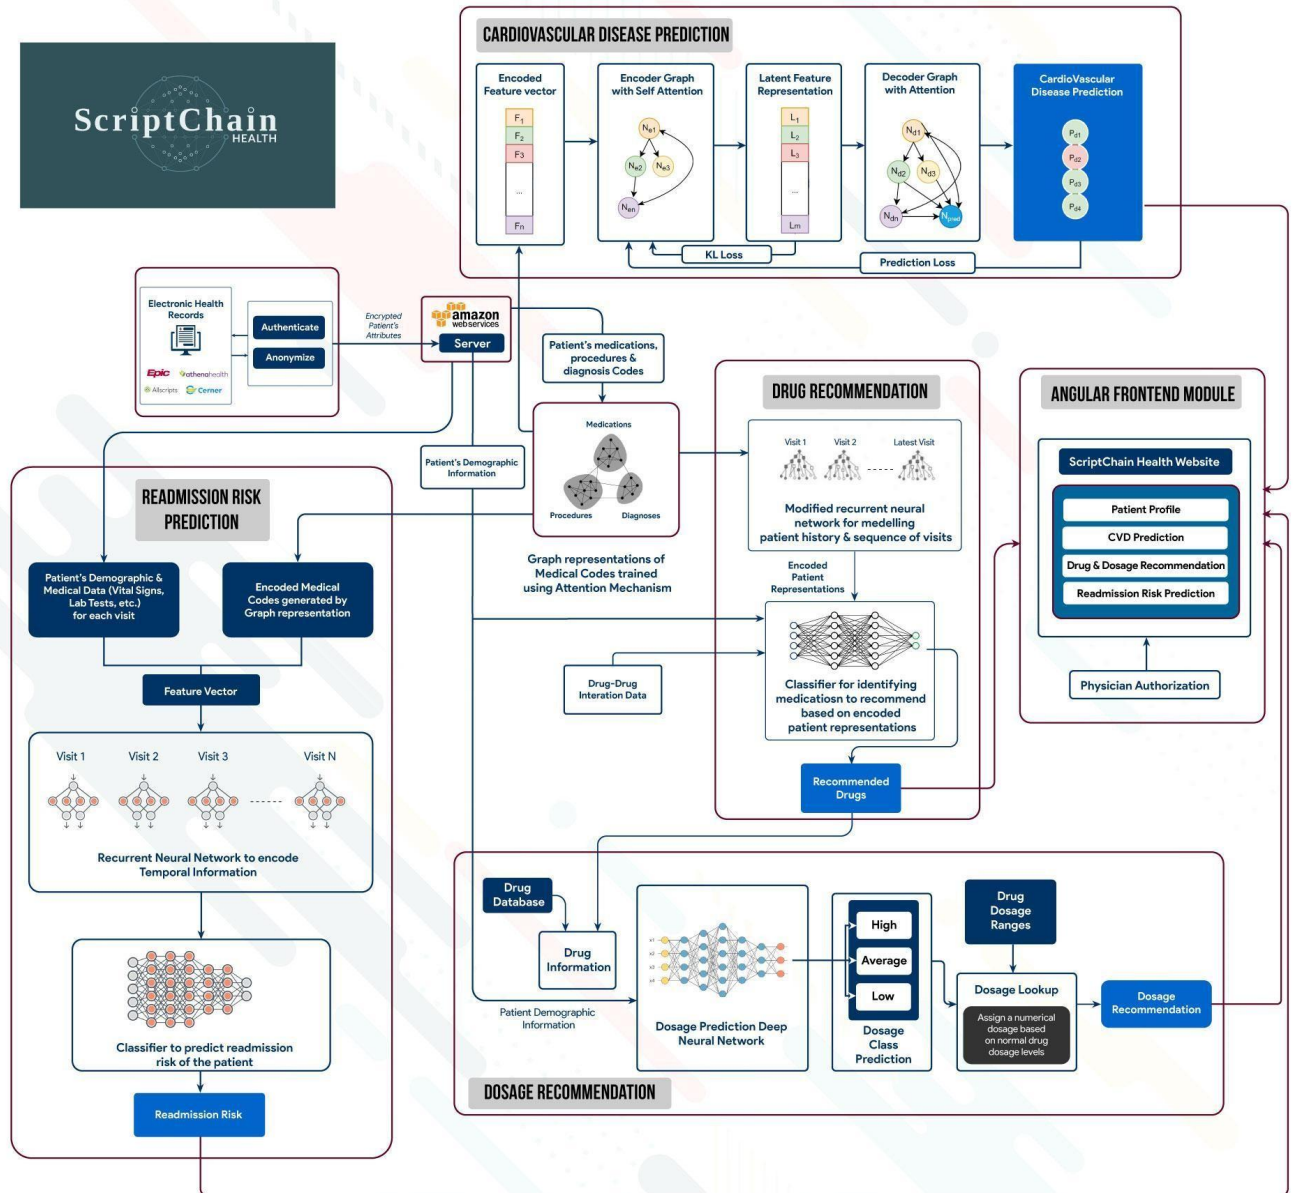 ScriptChain
HEALTH
CARDIOVASCULAR DISEASE PREDICTION
Encoded
Feature vector
F1
F2
F3
...
Fn
Encoder Graph
with Self Attention
Ne1
Ne2
Ne3
Nen
Latent Feature
Representation
L1
L2
L3
...
Lm
Decoder Graph
with Attention
Nd1
Nd2
Nd3
Ndn
Npred
CardioVascular
Disease Prediction
Pd1
Pd2
Pd3
Pd4
KL Loss
Prediction Loss
Electronic Health
Records
Epic
athenahealth
Allscripts
Cerner
Authenticate
Anonymize
Encrypted
Patient's
Attributes
amazon
webservices
Server
Patient's medications,
procedures &
diagnosis Codes
Patient's Demographic
Information
Medications
Procedures
Diagnoses
Graph representations of
Medical Codes trained
using Attention Mechanism
DRUG RECOMMENDATION
Visit 1
Visit 2
Latest Visit
Modified recurrent neural
network for medelling
patient history & sequence of visits
Encoded
Patient
Representations
Drug-Drug
Interation Data
Classifier for identifying
medicatiosn to recommend
based on encoded
patient representations
Recommended
Drugs
ANGULAR FRONTEND MODULE
ScriptChain Health Website
Patient Profile
CVD Prediction
Drug & Dosage Recommendation
Readmission Risk Prediction
Physician Authorization
READMISSION RISK
PREDICTION
Patient's Demographic &
Medical Data (Vital Signs,
Lab Tests, etc.)
for each visit
Encoded Medical
Codes generated by
Graph representation
Feature Vector
Visit 1
Visit 2
Visit 3
Visit N
Recurrent Neural Network to encode
Temporal Information
Classifier to predict readmission
risk of the patient
Readmission Risk
Drug
Database
Drug
Information
Patient Demographic
Information
x1
x2
x3
x4
Dosage Prediction Deep
Neural Network
High
Average
Low
Dosage
Class
Prediction
Drug
Dosage
Ranges
Dosage Lookup
Assign a numerical
dosage based
on normal drug
dosage levels
Dosage
Recommendation
DOSAGE RECOMMENDATION